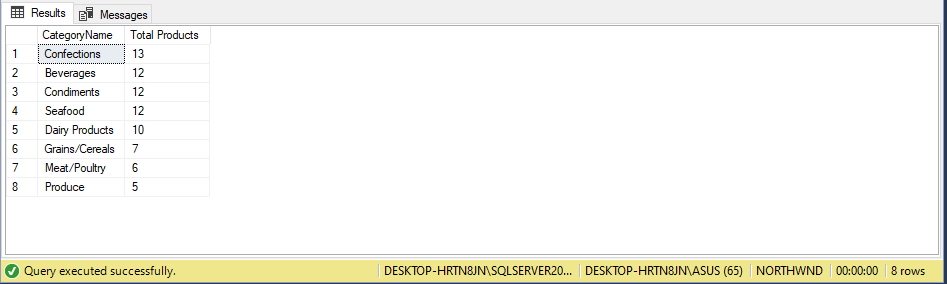 Results Messages
CategoryName Total Products
1 Confections 13
2 Beverages 12
3 Condiments 12
4 Seafood 12
5 Dairy Products 10
6 Grains/Cereals 7
7 Meat/Poultry 6
8 Produce 5
Query executed successfully. DESKTOP-HRTN8JN\SQLSERVER20... DESKTOP-HRTN8JN\ASUS (65) NORTHWND 00:00:00 8 rows